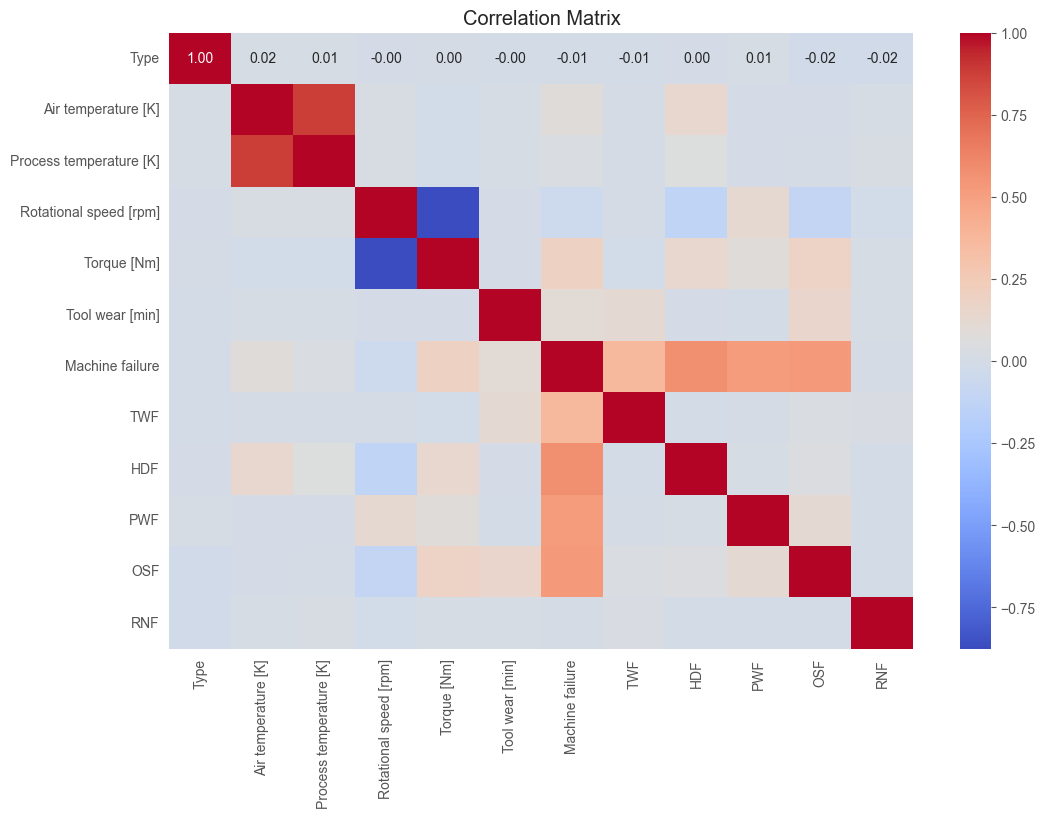 Correlation Matrix
Type
1.00 0.02 0.01 -0.00 0.00 -0.00 -0.01 -0.01 0.00 0.01 -0.02 -0.02
Air temperature [K]
Process temperature [K]
Rotational speed [rpm]
Torque [Nm]
Tool wear [min]
Machine failure
TWF
HDF
PWF
OSF
RNF
Type
Air temperature [K]
Process temperature [K]
Rotational speed [rpm]
Torque [Nm]
Tool wear [min]
Machine failure
TWF
HDF
PWF
OSF
RNF
1.00
0.75
0.50
0.25
0.00
−0.25
−0.50
−0.75